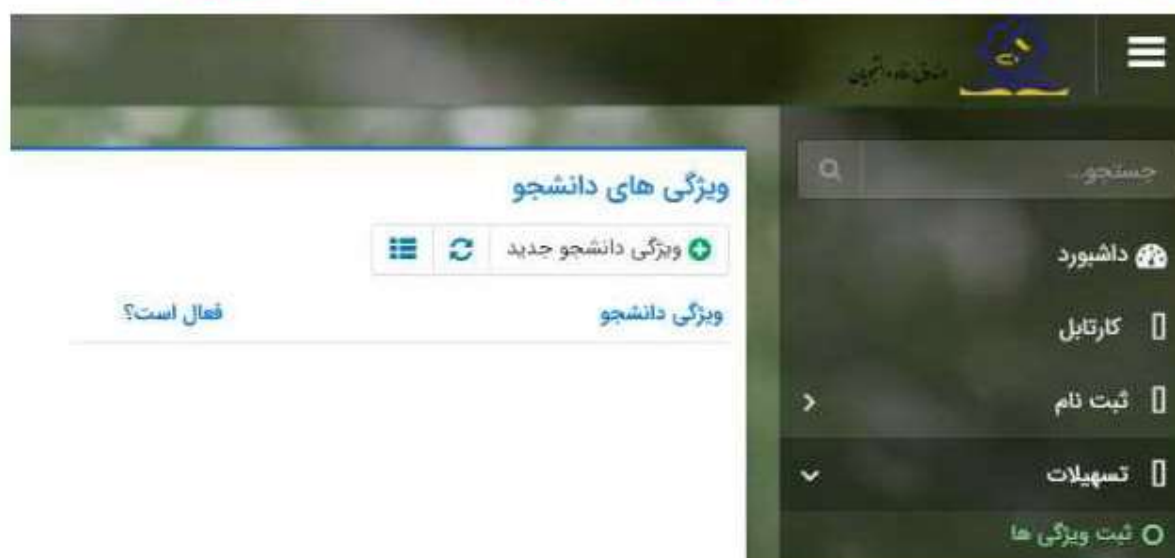 جستجو...
داشبورد
کارتابل
ثبت نام
تسهیلات
ثبت ویژگی ها
ویژگی های دانشجو
ویژگی دانشجو جدید
ویژگی دانشجو
فعال است؟